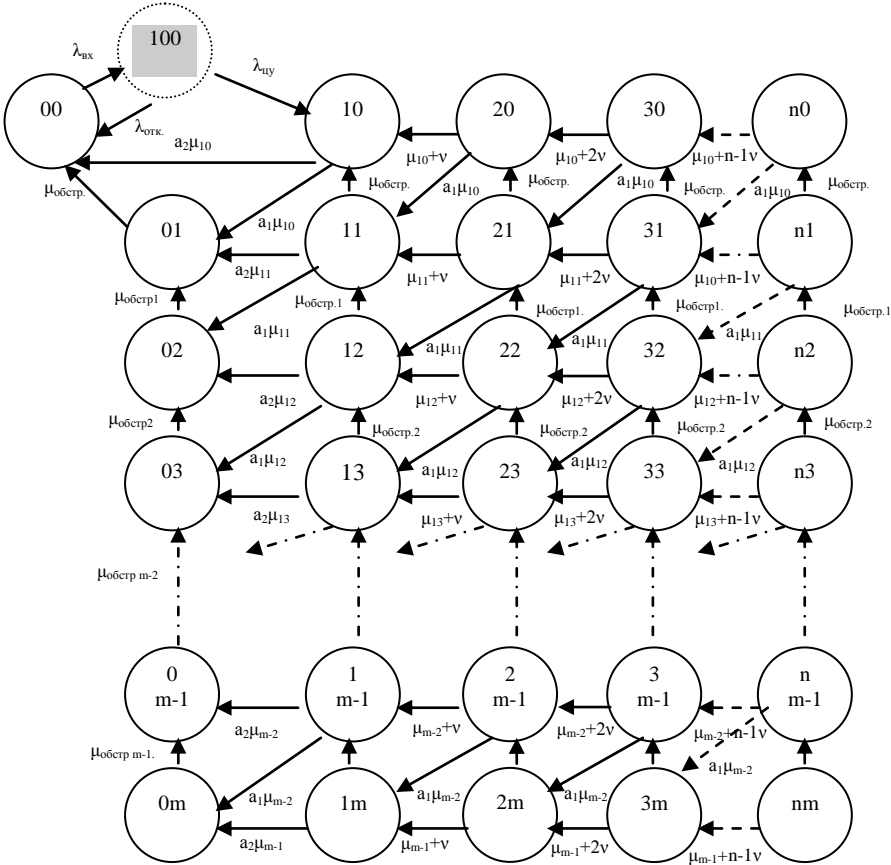 100
λвх
λцу
00
10
20
30
n0
λотк.
a₂μ₁₀
μ₁₀+ν
μ₁₀+2ν
μ₁₀+n-1ν
μобстр.
μобстр.
a₁μ₁₀
μобстр.
a₁μ₁₀
μобстр.
a₁μ₁₀
μобстр.
01
a₁μ₁₀
11
21
31
n1
a₂μ₁₁
μ₁₁+ν
μ₁₁+2ν
μ₁₀+n-1ν
μобстр1
μобстр.1
μобстр1.
μобстр1.
μобстр.1
a₁μ₁₁
a₁μ₁₁
a₁μ₁₁
a₁μ₁₁
02
12
22
32
n2
a₂μ₁₂
μ₁₂+ν
μ₁₂+2ν
μ₁₂+n-1ν
μобстр2
μобстр.2
μобстр.2
μобстр.2
μобстр.2
a₁μ₁₂
a₁μ₁₂
a₁μ₁₂
a₁μ₁₂
03
13
23
33
n3
a₂μ₁₃
μ₁₃+ν
μ₁₃+2ν
μ₁₃+n-1ν
μобстр m-2
0
m-1
1
m-1
2
m-1
3
m-1
n
m-1
a₂μm-2
μm-2+ν
μm-2+2ν
μm-2+n-1ν
μобстр m-1.
a₁μm-2
a₁μm-2
a₁μm-2
a₁μm-2
0m
1m
2m
3m
nm
a₂μm-1
μm-1+ν
μm-1+2ν
μm-1+n-1ν